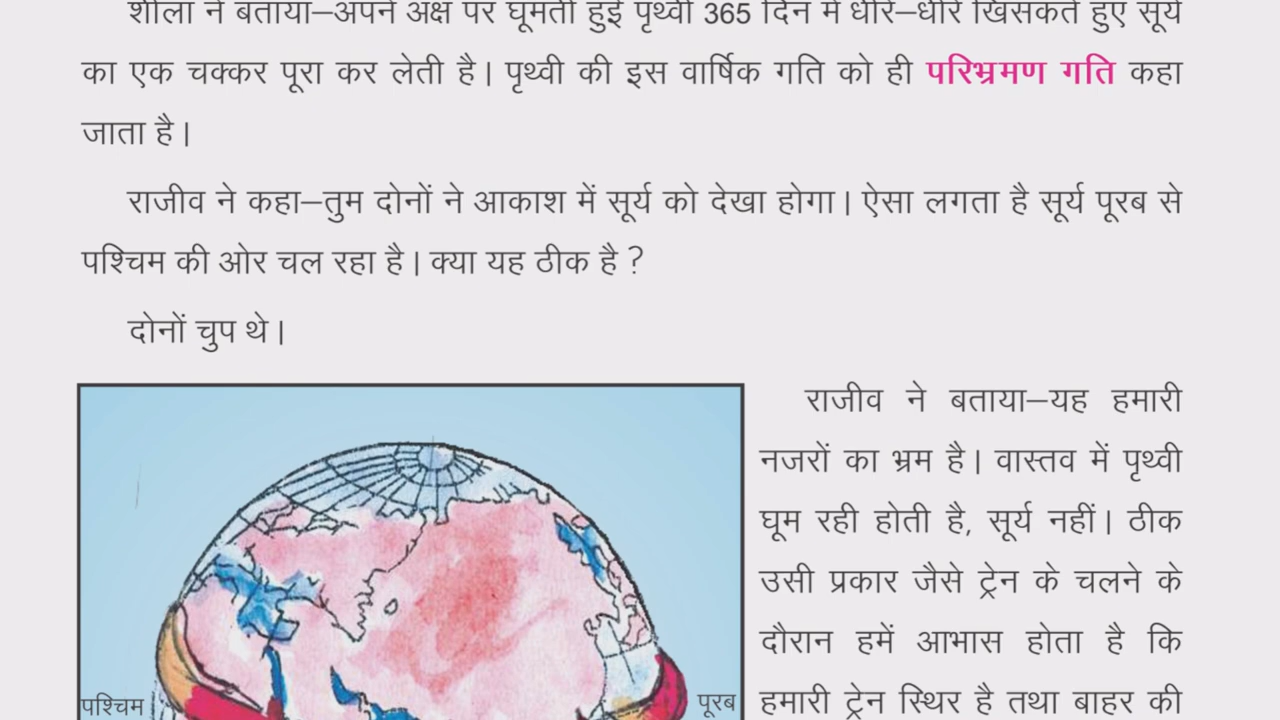 शीला ने बताया–अपने अक्ष पर घूमती हुई पृथ्वी 365 दिन में धीरे–धीरे खिसकते हुए सूर्य
का एक चक्कर पूरा कर लेती है। पृथ्वी की इस वार्षिक गति को ही परिभ्रमण गति कहा
जाता है।
राजीव ने कहा–तुम दोनों ने आकाश में सूर्य को देखा होगा। ऐसा लगता है सूर्य पूरब से
पश्चिम की ओर चल रहा है। क्या यह ठीक है ?
दोनों चुप थे।
राजीव ने बताया–यह हमारी
नजरों का भ्रम है। वास्तव में पृथ्वी
घूम रही होती है, सूर्य नहीं। ठीक
उसी प्रकार जैसे ट्रेन के चलने के
दौरान हमें आभास होता है कि
हमारी ट्रेन स्थिर है तथा बाहर की
पश्चिम
पूरब